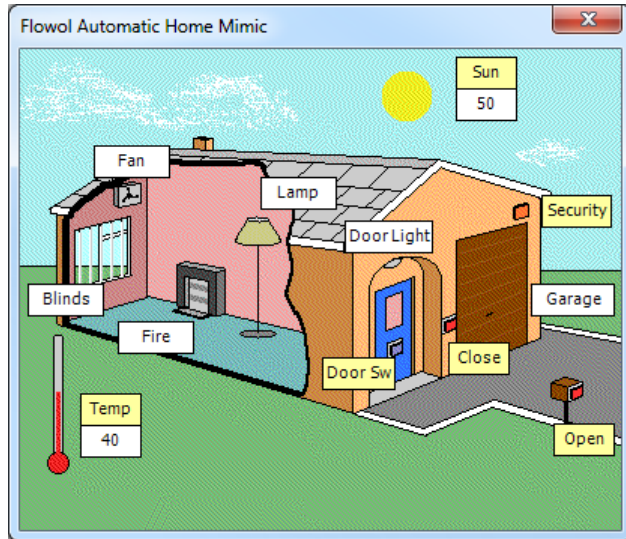 Flowol Automatic Home Mimic
Sun
50
Fan
Lamp
Security
Door Light
Blinds
Garage
Fire
Door Sw
Close
Temp
40
Open